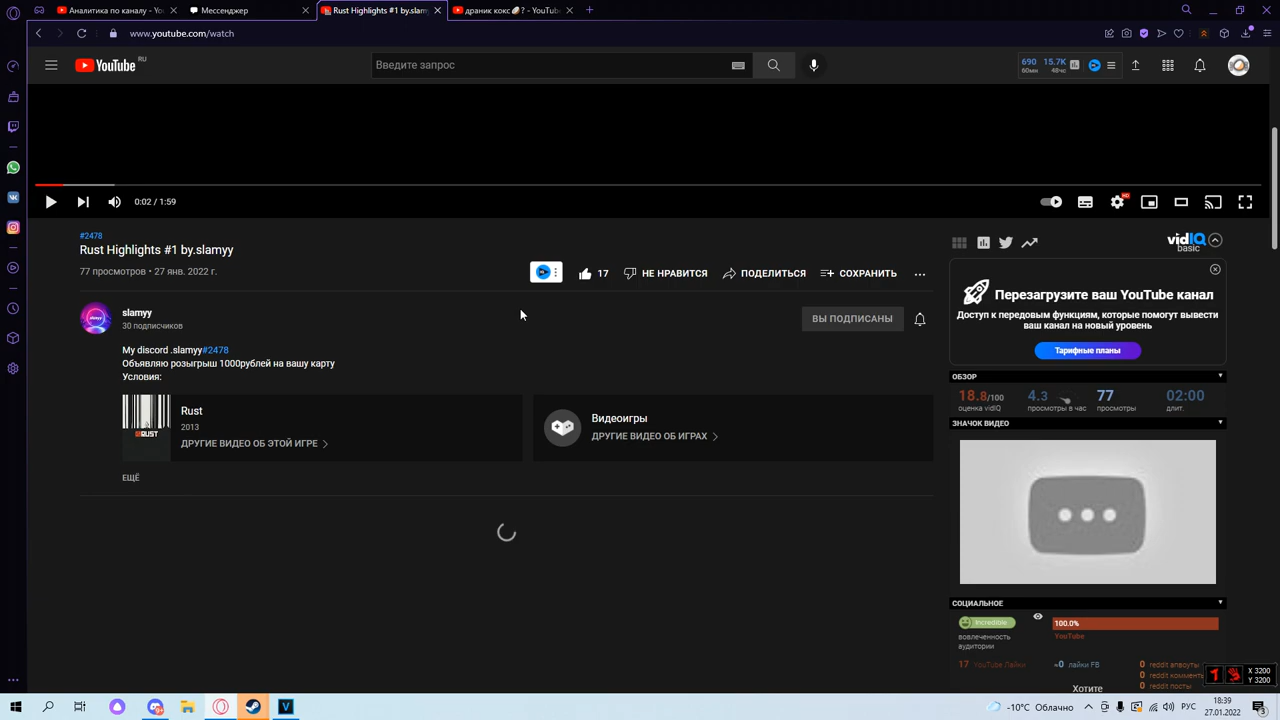 Аналитика по каналу - You
Мессенджер
Rust Highlights #1 by.slam
драник кокс🥔? - YouTube
www.youtube.com/watch
YouTube RU
Введите запрос
690 15.7K
60мин 48чс
0:02 / 1:59
#2478
Rust Highlights #1 by.slamyy
77 просмотров • 27 янв. 2022 г.
17 НЕ НРАВИТСЯ ПОДЕЛИТЬСЯ СОХРАНИТЬ
slamyy
30 подписчиков
ВЫ ПОДПИСАНЫ
My discord .slamyy#2478
Объявляю розыгрыш 1000рублей на вашу карту
Условия:
RUST
Rust
2013
ДРУГИЕ ВИДЕО ОБ ЭТОЙ ИГРЕ
Видеоигры
ДРУГИЕ ВИДЕО ОБ ИГРАХ
ЕЩЁ
vidIQ
basic
Перезагрузите ваш YouTube канал
Доступ к передовым функциям, которые помогут вывести
ваш канал на новый уровень
Тарифные планы
ОБЗОР
18.8/100 4.3 77 02:00
оценка vidIQ просмотры в час просмотры длит.
ЗНАЧОК ВИДЕО
СОЦИАЛЬНОЕ
Incredible
вовлеченность
аудитории
100.0%
YouTube
17 YouTube Лайки ~0 лайки FB 0 reddit апвоуты
0 reddit комменты
0 reddit посты
Хотите
X 3200
Y 3200
-10°C Облачно
РУС
18:39
27.01.2022